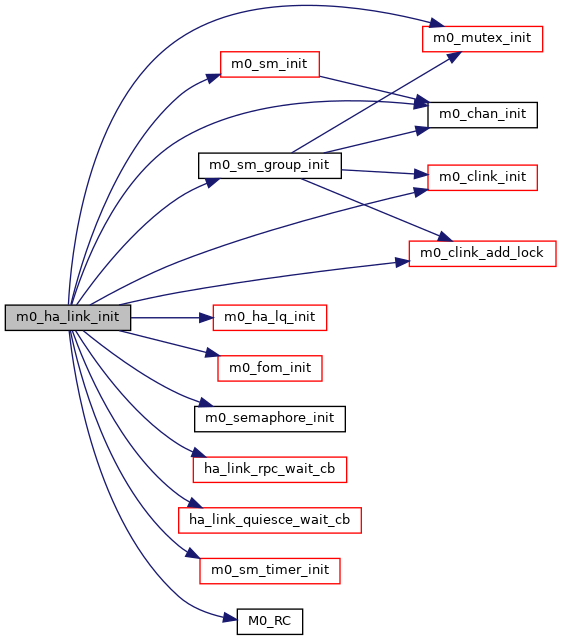 m0_mutex_init
m0_sm_init
m0_chan_init
m0_sm_group_init
m0_clink_init
m0_clink_add_lock
m0_ha_link_init
m0_ha_lq_init
m0_fom_init
m0_semaphore_init
ha_link_rpc_wait_cb
ha_link_quiesce_wait_cb
m0_sm_timer_init
M0_RC